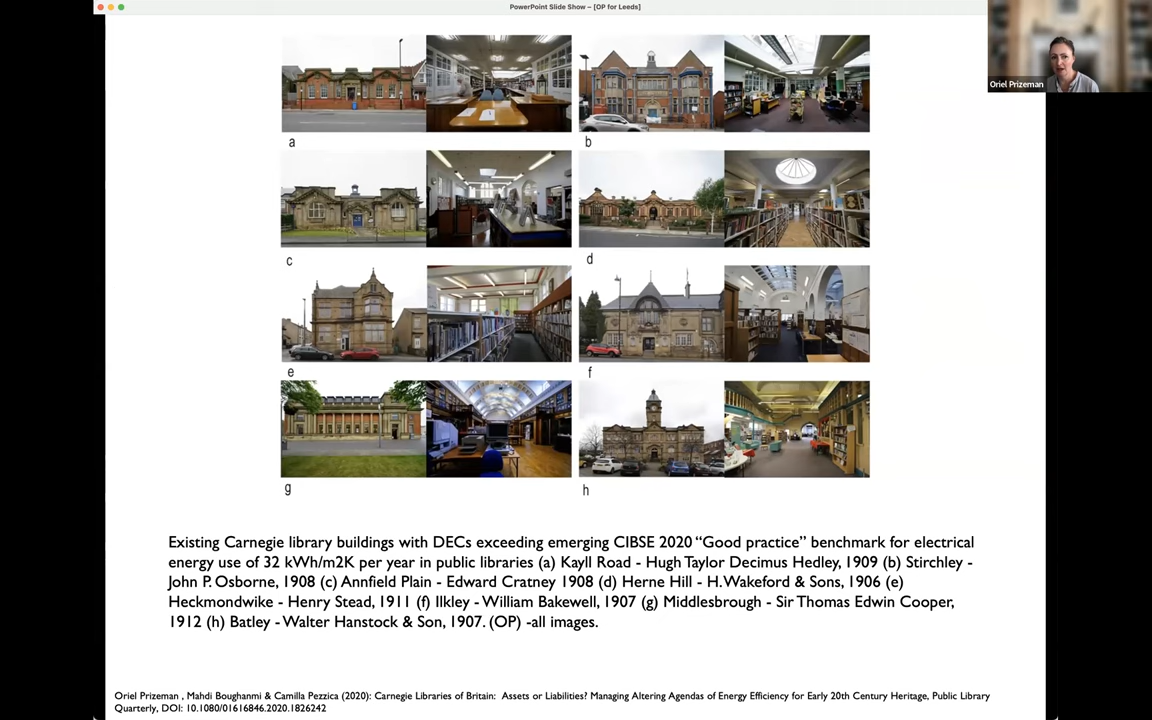 PowerPoint Slide Show – [OP for Leeds]
Oriel Prizeman
a
b
c
d
e
f
g
h
Existing Carnegie library buildings with DECs exceeding emerging CIBSE 2020 “Good practice” benchmark for electrical
energy use of 32 kWh/m2K per year in public libraries (a) Kayll Road - Hugh Taylor Decimus Hedley, 1909 (b) Stirchley -
John P. Osborne, 1908 (c) Annfield Plain - Edward Cratney 1908 (d) Herne Hill - H.Wakeford & Sons, 1906 (e)
Heckmondwike - Henry Stead, 1911 (f) Ilkley - William Bakewell, 1907 (g) Middlesbrough - Sir Thomas Edwin Cooper,
1912 (h) Batley - Walter Hanstock & Son, 1907. (OP) -all images.
Oriel Prizeman , Mahdi Boughanmi & Camilla Pezzica (2020): Carnegie Libraries of Britain: Assets or Liabilities? Managing Altering Agendas of Energy Efficiency for Early 20th Century Heritage, Public Library
Quarterly, DOI: 10.1080/01616846.2020.1826242